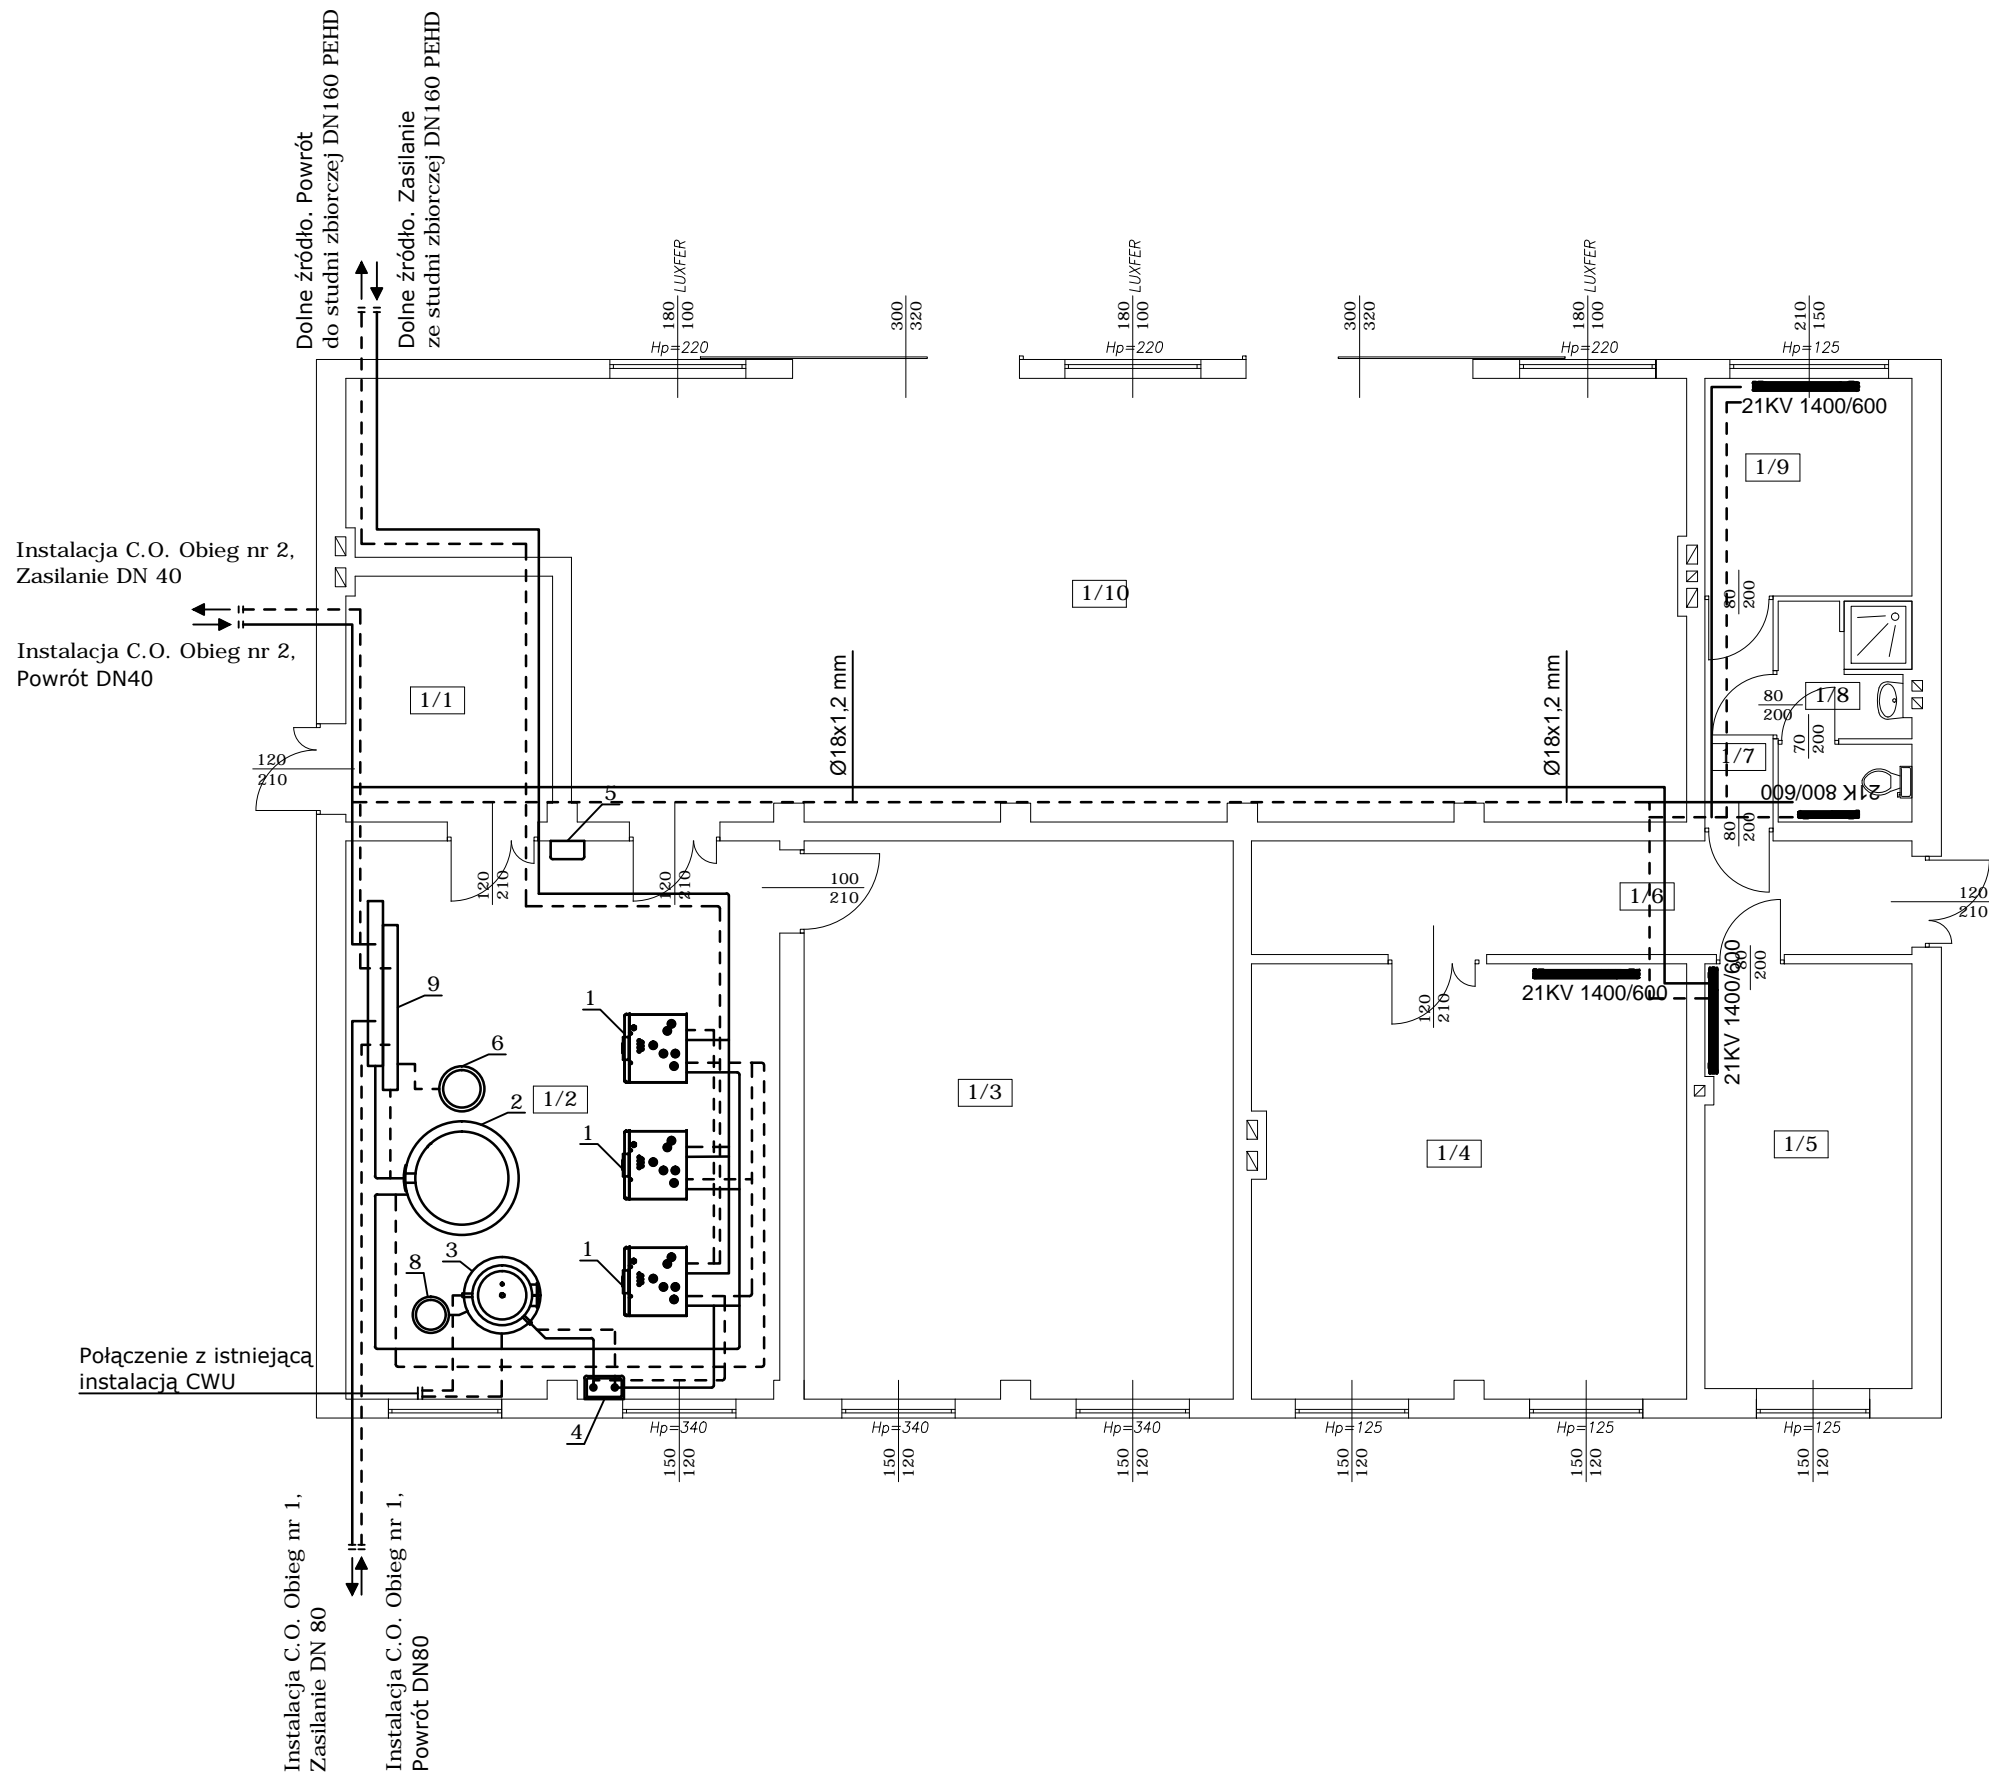 Dolne źródło. Powrót
do studni zbiorczej DN160 PEHD
Dolne źródło. Zasilanie
ze studni zbiorczej DN160 PEHD
180
100
LUXFER
Hp=220
300
320
180
100
LUXFER
Hp=220
300
320
180
100
LUXFER
Hp=220
210
150
Hp=125
21KV 1400/600
1/9
Instalacja C.O. Obieg nr 2,
Zasilanie DN 40
Instalacja C.O. Obieg nr 2,
Powrót DN40
1/10
80
200
1/1
Ø18x1,2 mm
Ø18x1,2 mm
1/8
80
200
70
200
1/7
120
210
5
21K 800/600
80
200
120
210
120
210
100
210
1/6
120
210
80
200
9
1
21KV 1400/600
120
210
21KV 1400/600
6
1/2
2
1
1/3
1/4
1/5
3
8
1
Połączenie z istniejącą
instalacją CWU
4
Hp=340
150
120
Hp=340
150
120
Hp=340
150
120
Hp=125
150
120
Hp=125
150
120
Hp=125
150
120
Instalacja C.O. Obieg nr 1,
Zasilanie DN 80
Instalacja C.O. Obieg nr 1,
Powrót DN80